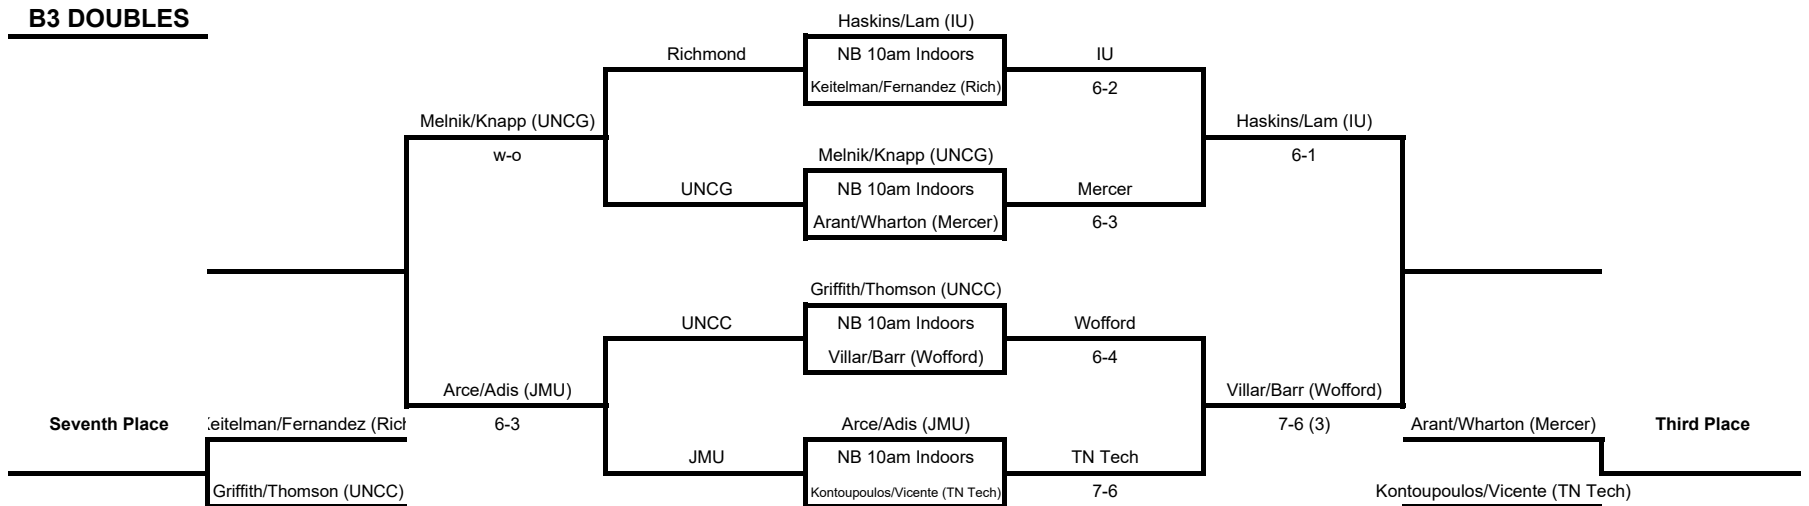 B3 DOUBLES
Haskins/Lam (IU)
Richmond
NB 10am Indoors
IU
Keitelman/Fernandez (Rich)
6-2
Melnik/Knapp (UNCG)
Haskins/Lam (IU)
w-o
Melnik/Knapp (UNCG)
6-1
UNCG
NB 10am Indoors
Mercer
Arant/Wharton (Mercer)
6-3
Griffith/Thomson (UNCC)
UNCC
NB 10am Indoors
Wofford
Villar/Barr (Wofford)
6-4
Arce/Adis (JMU)
Villar/Barr (Wofford)
Seventh Place
Keitelman/Fernandez (Rich
6-3
Arce/Adis (JMU)
7-6 (3)
Arant/Wharton (Mercer)
Third Place
JMU
NB 10am Indoors
TN Tech
Griffith/Thomson (UNCC)
Kontoupoulos/Vicente (TN Tech)
7-6
Kontoupoulos/Vicente (TN Tech)